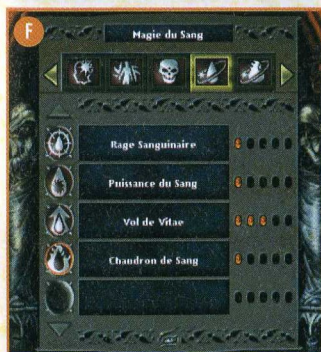 F
Magie du Sang
Rage Sanguinaire
Puissance du Sang
Vol de Vitae
Chaudron de Sang